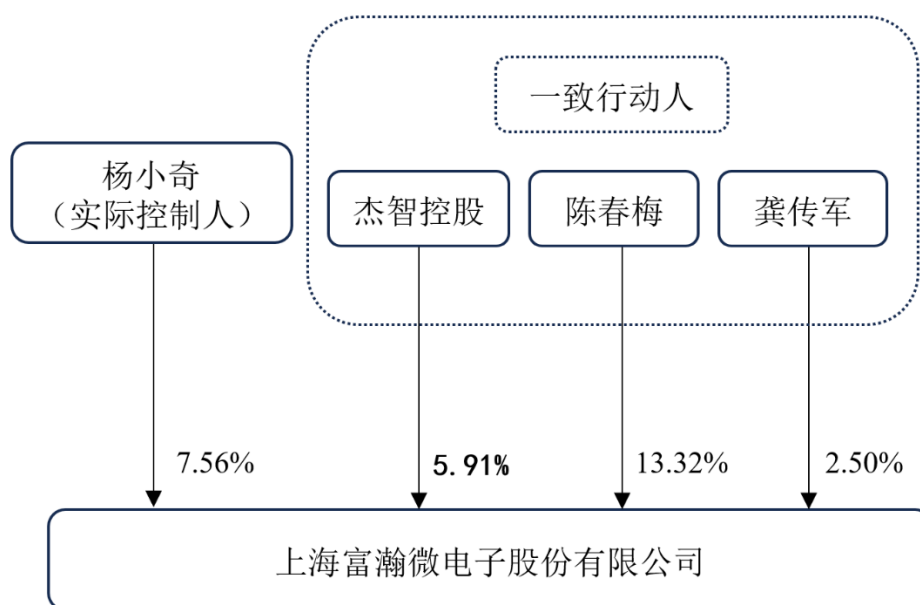 一致行动人
杨小奇
（实际控制人）
杰智控股
陈春梅
龚传军
7.56%
5.91%
13.32%
2.50%
上海富瀚微电子股份有限公司